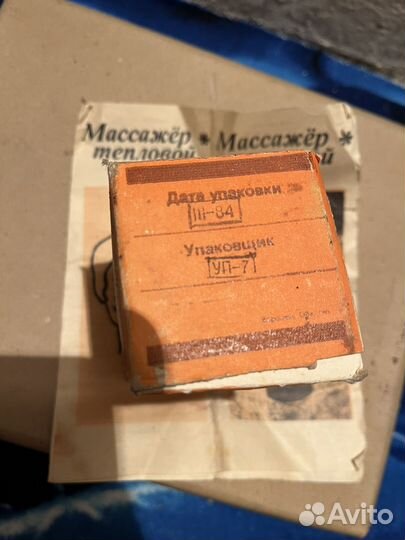 Массажёр * Массажёр *
тепловой
Дата упаковки
III-84
Упаковщик
УП-7
Avito